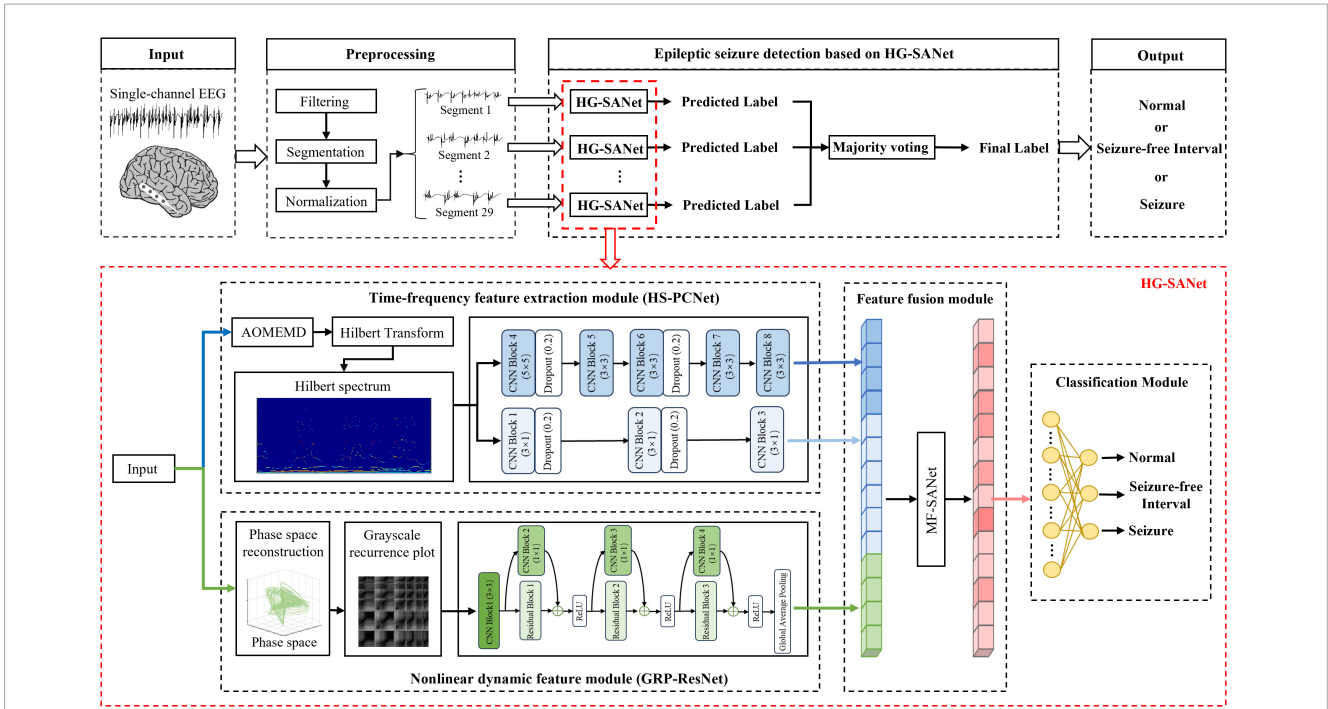 Input
Preprocessing
Epileptic seizure detection based on HG-SANet
Output
Single-channel EEG
Filtering
Segmentation
Normalization
Segment 1
Segment 2
⋮
Segment 29
HG-SANet
HG-SANet
⋮
HG-SANet
Predicted Label
Predicted Label
Predicted Label
Majority voting
Final Label
Normal
or
Seizure-free Interval
or
Seizure
HG-SANet
Input
Time-frequency feature extraction module (HS-PCNet)
AOMEMD
Hilbert Transform
Hilbert spectrum
CNN Block 4
(5×5)
Dropout (0.2)
CNN Block 5
(3×3)
CNN Block 6
(3×3)
Dropout (0.2)
CNN Block 7
(3×3)
CNN Block 8
(3×3)
CNN Block 1
(3×1)
Dropout (0.2)
CNN Block 2
(3×1)
Dropout (0.2)
CNN Block 3
(3×1)
Phase space
reconstruction
Phase space
Grayscale
recurrence plot
CNN Block1 (3×3)
CNN Block 2
(1×1)
Residual Block 1
ReLU
CNN Block 3
(1×1)
Residual Block 2
ReLU
CNN Block 4
(1×1)
Residual Block 3
ReLU
Global Average Pooling
Nonlinear dynamic feature module (GRP-ResNet)
Feature fusion module
MF-SANet
Classification Module
Normal
Seizure-free
Interval
Seizure